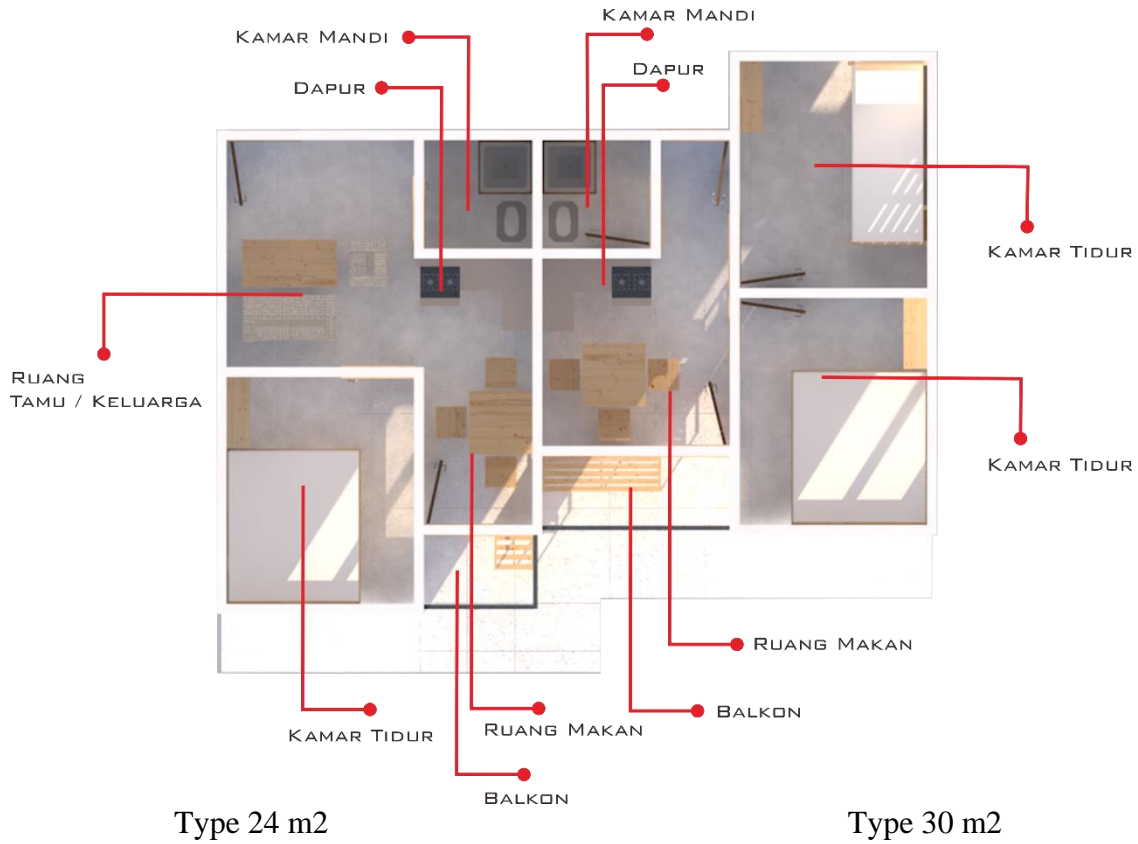 Kamar Mandi
Kamar Mandi
Dapur
Dapur
Kamar Tidur
Ruang
Tamu / Keluarga
Kamar Tidur
Ruang Makan
Balkon
Ruang Makan
Kamar Tidur
Balkon
Type 24 m2
Type 30 m2